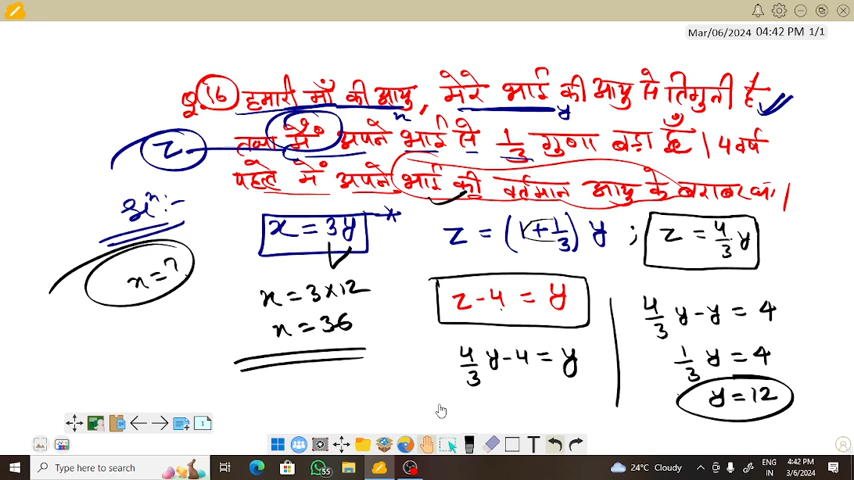 Mar/06/2024 04:42 PM 1/1
Q. 16 हमारी माँ की आयु, मेरे भाई की आयु से तिगुनी है
तथा मैं अपने भाई से 1/3 गुणा बड़ा हूँ | 4 वर्ष
पहले में अपने भाई की वर्तमान आयु के बराबर था |
x
y
z
Solⁿ :-
x = 3y
z = (1+1/3) y ; z = 4/3 y
x = ?
x = 3×12
x = 36
z - 4 = y
4/3 y - 4 = y
4/3 y - y = 4
1/3 y = 4
y = 12
1
T
Type here to search
55
24°C Cloudy
ENG
IN
4:42 PM
3/6/2024